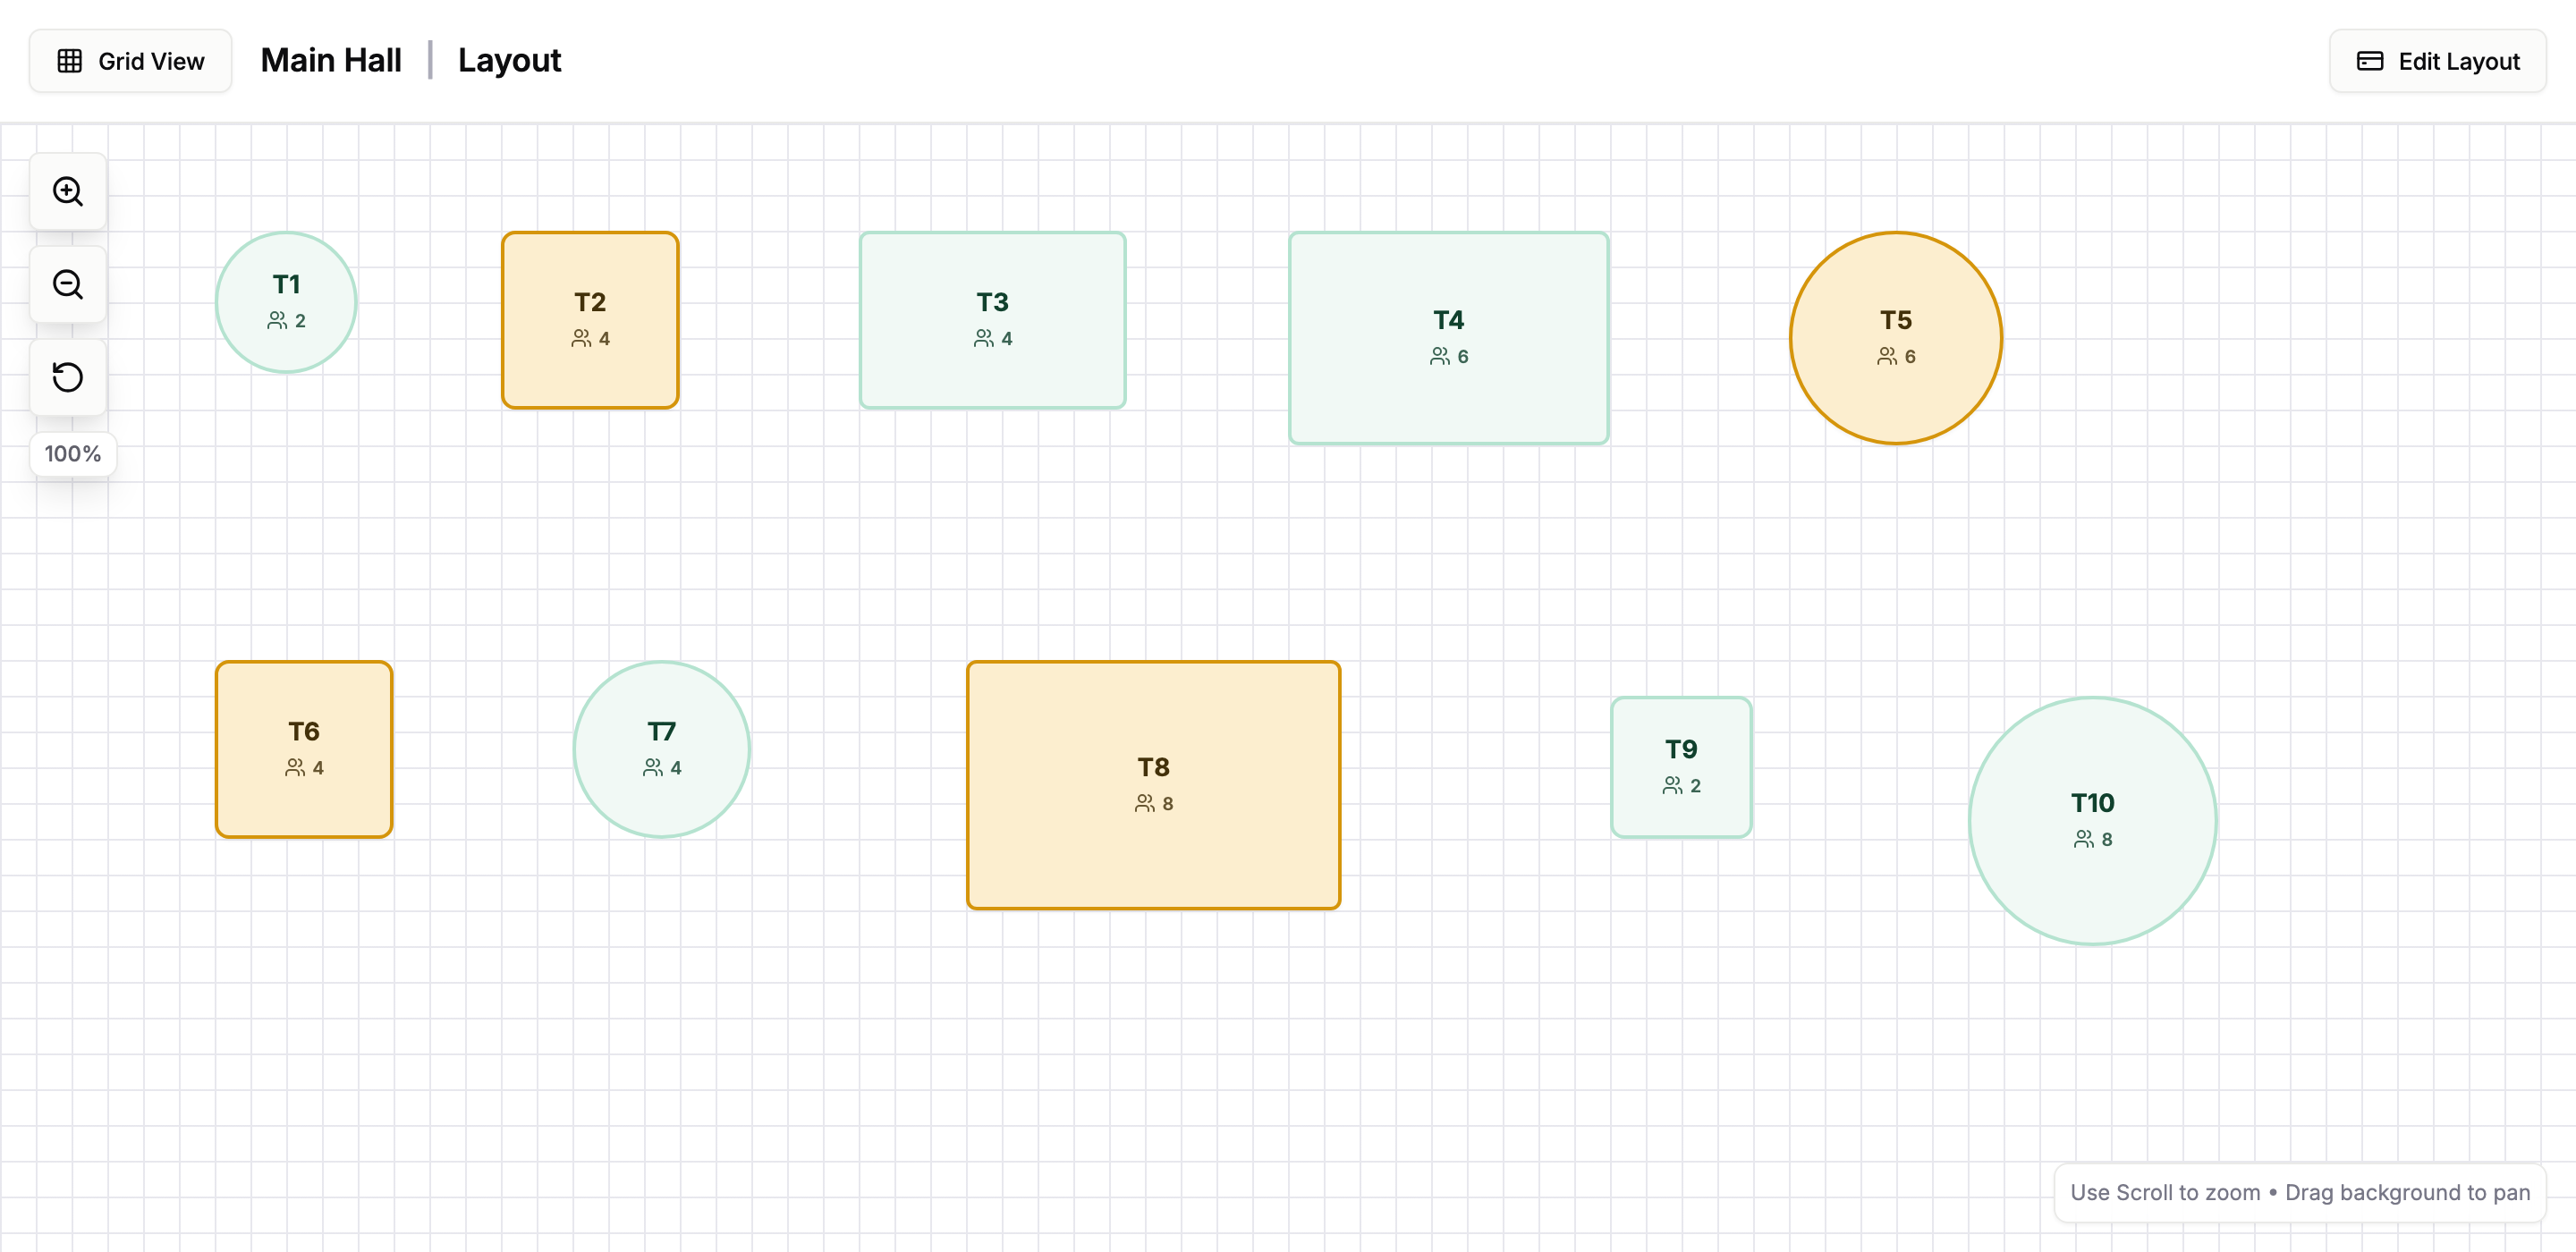 Grid View
Main Hall
Layout
Edit Layout
100%
T1
2
T2
4
T3
4
T4
6
T5
6
T6
4
T7
4
T8
8
T9
2
T10
8
Use Scroll to zoom • Drag background to pan